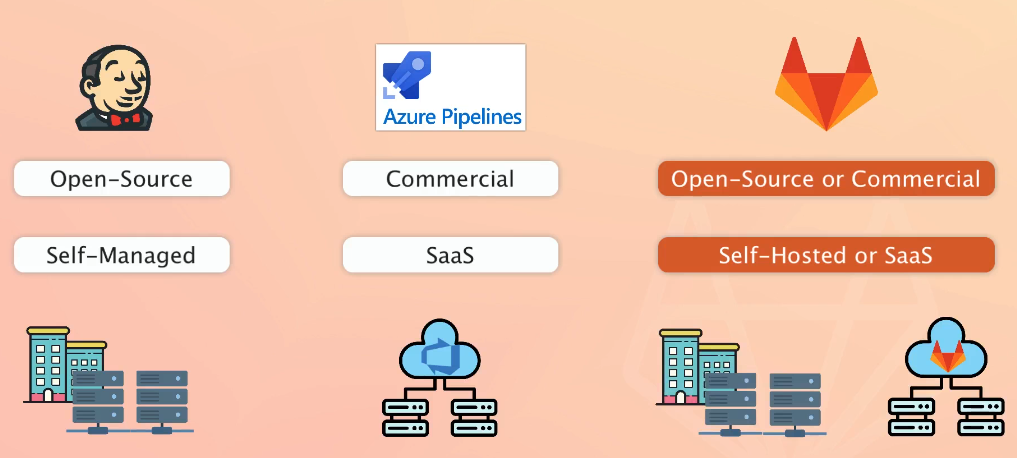 Azure Pipelines
Open-Source
Commercial
Open-Source or Commercial
Self-Managed
SaaS
Self-Hosted or SaaS